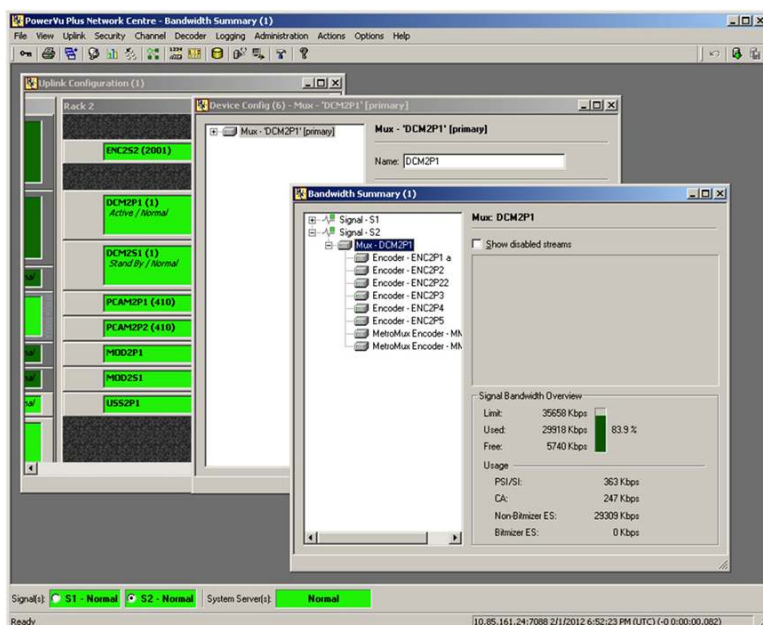 PowerVu Plus Network Centre - Bandwidth Summary (1)
File View Uplink Security Channel Decoder Logging Administration Actions Options Help
Uplink Configuration (1)
Rack 2
ENC2S2 (2001)
DCM2P1 (1)
Active / Normal
DCM2S1 (1)
Stand By / Normal
PCAM2P1 (410)
PCAM2P2 (410)
MOD2P1
MOD2S1
USS2P1
Device Config (6) - Mux - 'DCM2P1' [primary]
Mux - 'DCM2P1' [primary]
Mux - 'DCM2P1' [primary]
Name: DCM2P1
Bandwidth Summary (1)
Signal - S1
Signal - S2
Mux - DCM2P1
Encoder - ENC2P1 a
Encoder - ENC2P2
Encoder - ENC2P22
Encoder - ENC2P3
Encoder - ENC2P4
Encoder - ENC2P5
MetroMux Encoder - MN
MetroMux Encoder - MN
Mux: DCM2P1
Show disabled streams
Signal Bandwidth Overview
Limit: 35658 Kbps
Used: 29918 Kbps 83.9 %
Free: 5740 Kbps
Usage
PSI/SI: 363 Kbps
CA: 247 Kbps
Non-Bitmizer ES: 29309 Kbps
Bitmizer ES: 0 Kbps
Signal(s): S1 - Normal S2 - Normal System Server(s): Normal
Ready 10.85.161.24:7088 2/1/2012 6:52:23 PM (UTC) (-0 0:00:00.082)